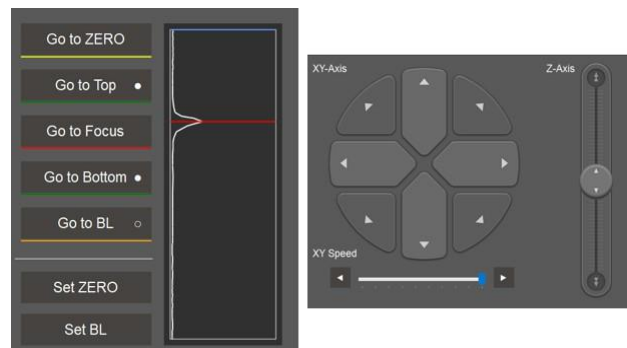 Go to ZERO
Go to Top
Go to Focus
Go to Bottom
Go to BL
Set ZERO
Set BL
XY-Axis
Z-Axis
XY Speed